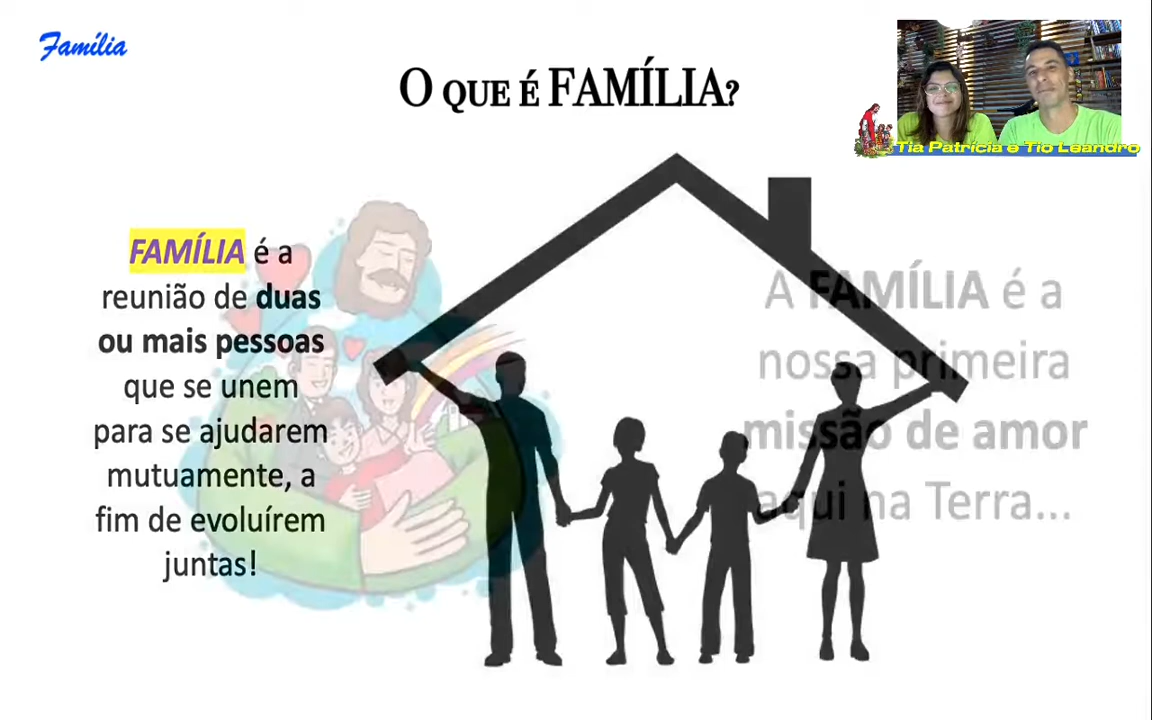 Família
O QUE É FAMÍLIA?
Tia Patrícia e Tio Leandro
FAMÍLIA é a
reunião de duas
ou mais pessoas
que se unem
para se ajudarem
mutuamente, a
fim de evoluírem
juntas!
A FAMÍLIA é a
nossa primeira
missão de amor
aqui na Terra...